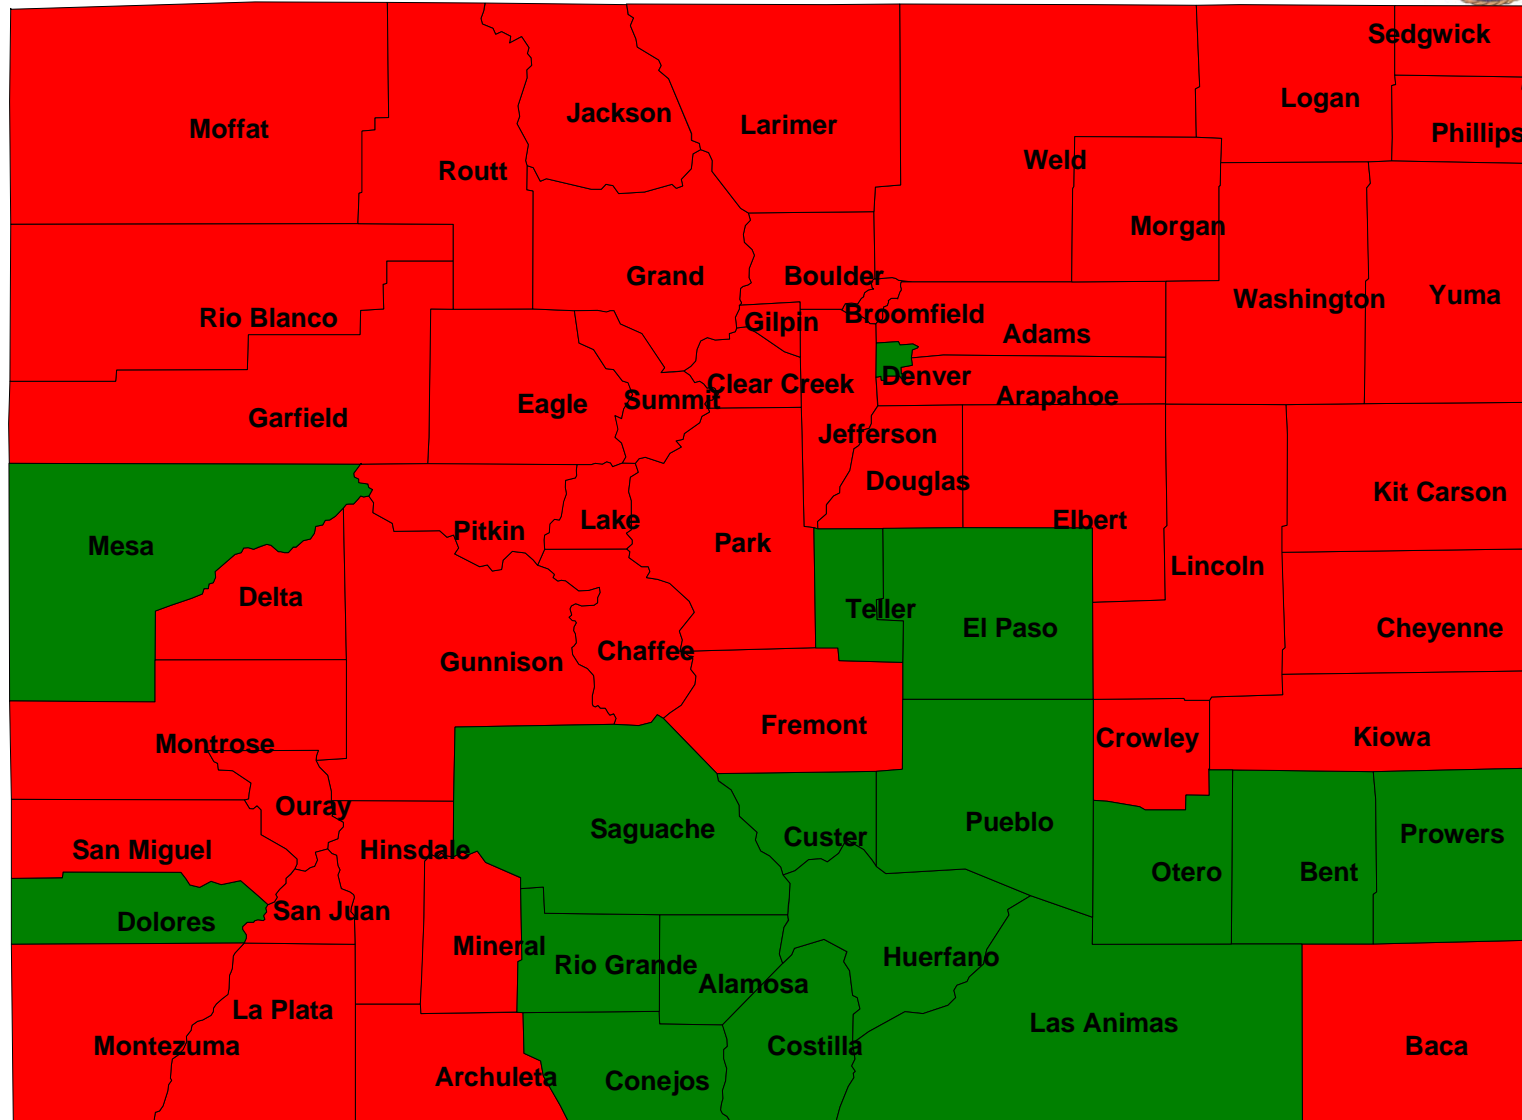 Sedgwick
Logan
Jackson
Larimer
Moffat
Phillips
Weld
Routt
Morgan
Grand
Boulder
Yuma
Washington
Rio Blanco
Broomfield
Gilpin
Adams
Denver
Clear Creek
Arapahoe
Summit
Eagle
Garfield
Jefferson
Douglas
Kit Carson
Elbert
Lake
Pitkin
Park
Mesa
Lincoln
Delta
Teller
El Paso
Cheyenne
Chaffee
Gunnison
Fremont
Crowley
Kiowa
Montrose
Ouray
Pueblo
Saguache
Custer
Prowers
San Miguel
Hinsdale
Otero
Bent
San Juan
Dolores
Mineral
Huerfano
Rio Grande
Alamosa
La Plata
Las Animas
Montezuma
Costilla
Baca
Archuleta
Conejos